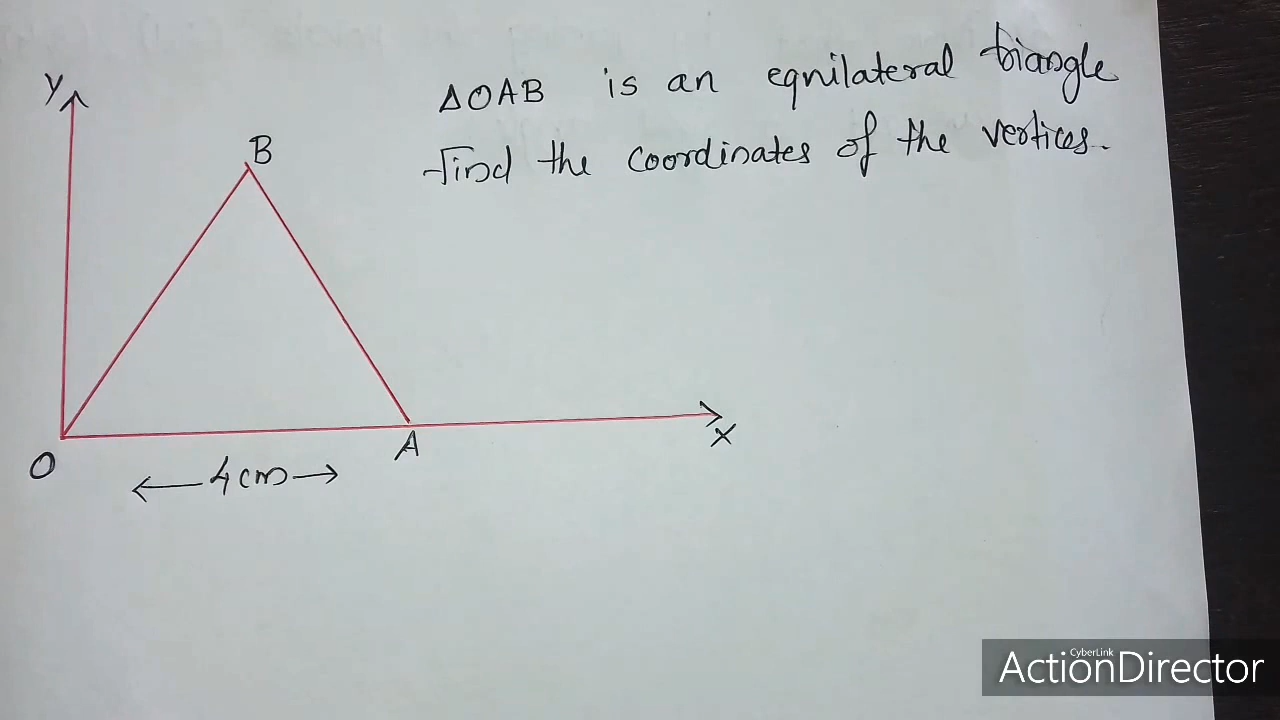 Y
B
ΔOAB is an equilateral triangle
Find the coordinates of the vertices.
O
A
X
4cm
CyberLink
ActionDirector